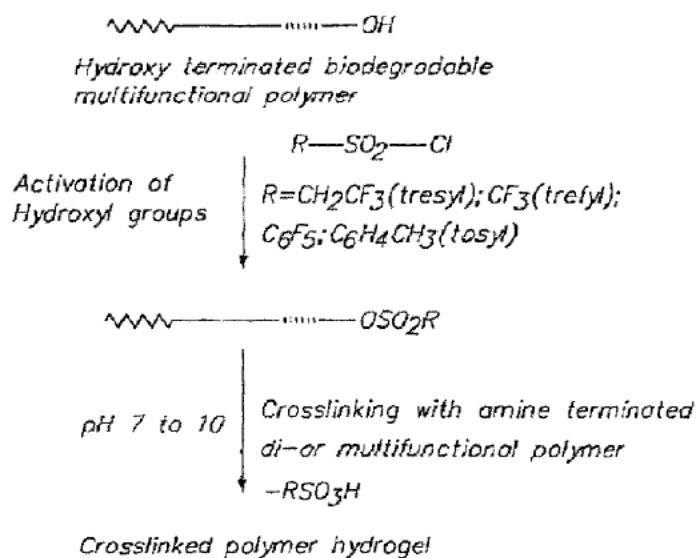 OH
Hydroxy terminated biodegradable
multifunctional polymer
R—SO2—Cl
Activation of
Hydroxyl groups
R=CH2CF3(tresyl); CF3(trefyl);
C6F5; C6H4CH3(tosyl)
OSO2R
pH 7 to 10
Crosslinking with amine terminated
di-or multifunctional polymer
-RSO3H
Crosslinked polymer hydrogel